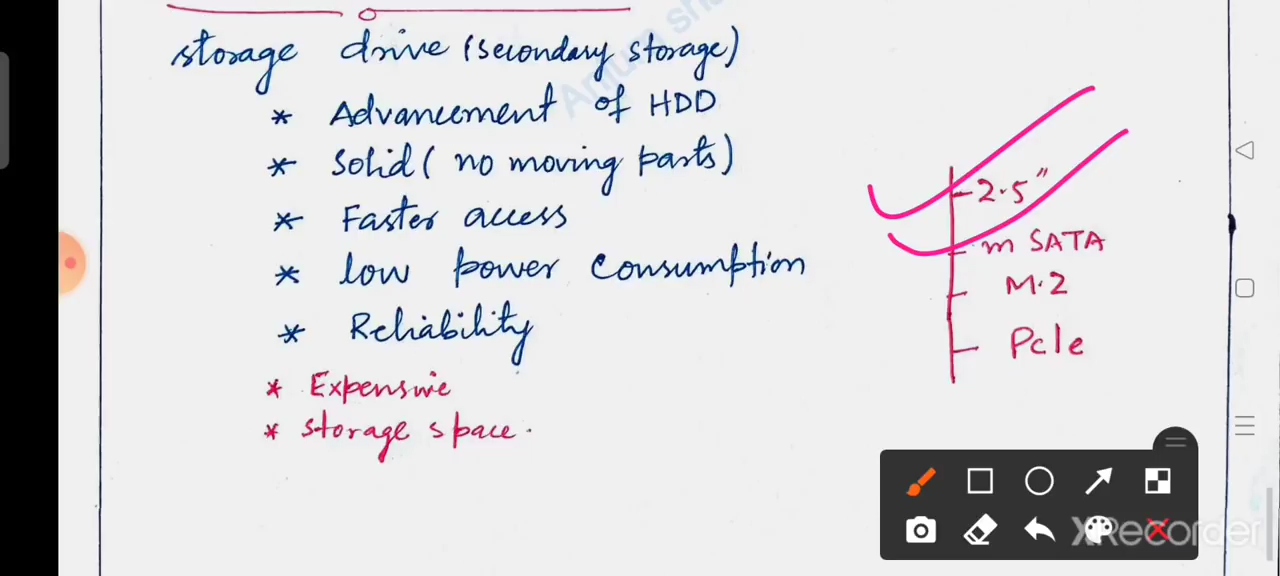 storage drive (secondary storage)
* Advancement of HDD
* Solid ( no moving parts )
* Faster access
* low power consumption
* Reliability
* Expensive
* storage space.
2.5"
m SATA
M.2
PcIe
XRecorder